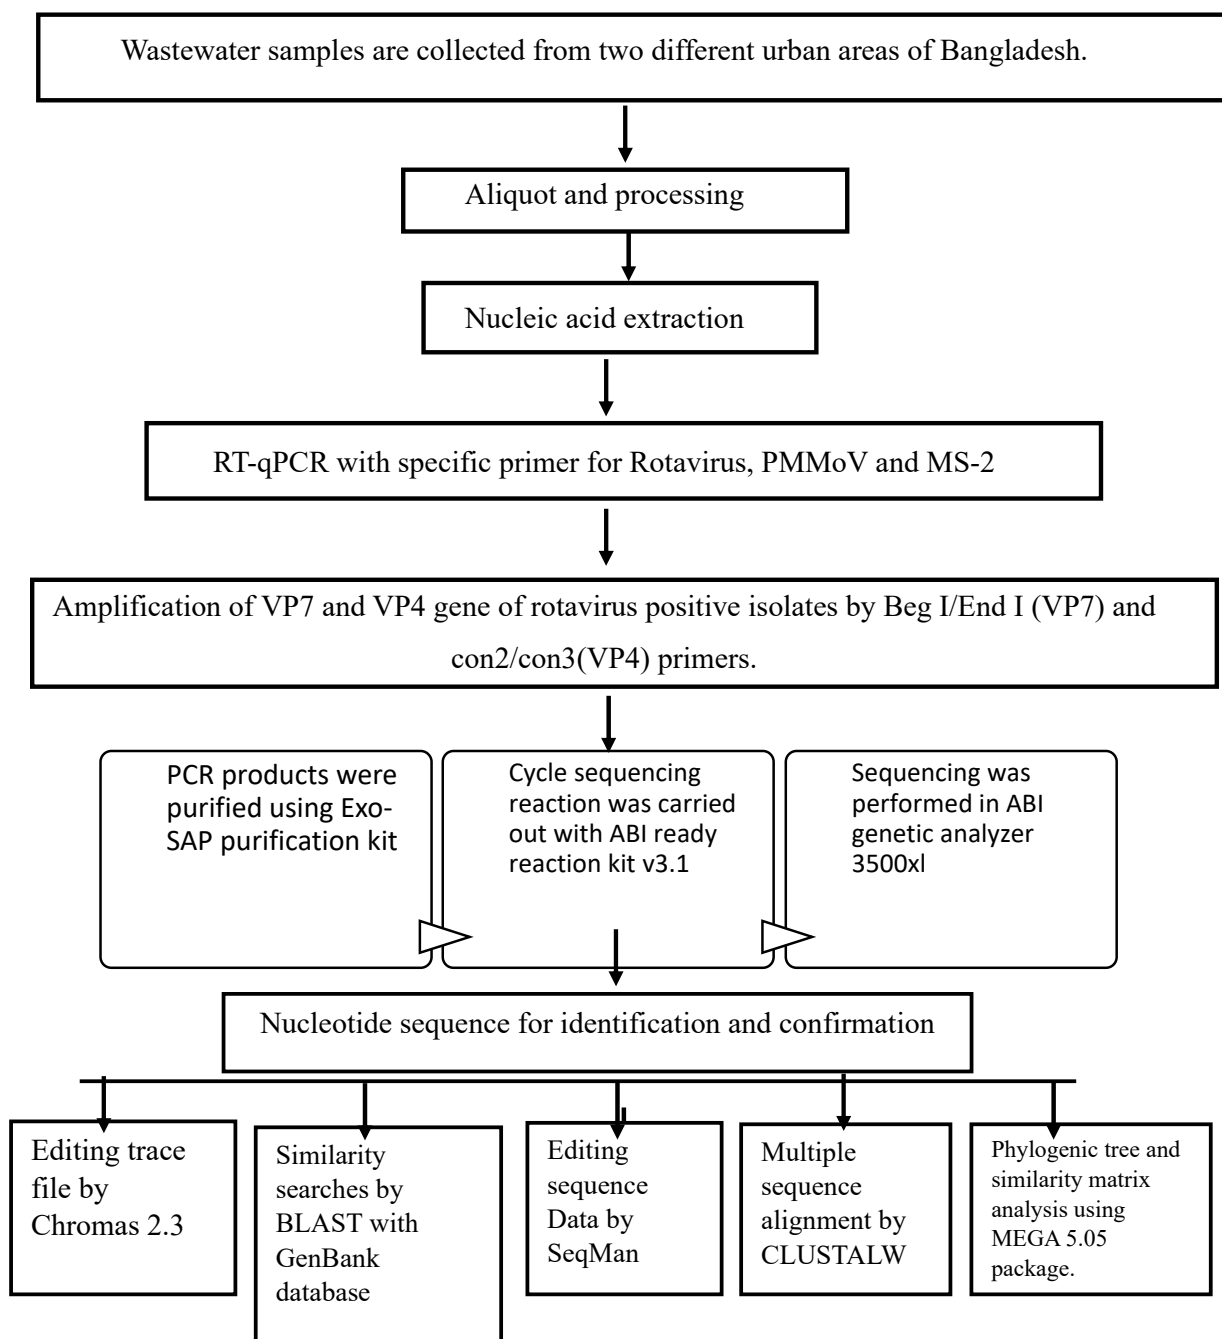 Wastewater samples are collected from two different urban areas of Bangladesh.
Aliquot and processing
Nucleic acid extraction
RT-qPCR with specific primer for Rotavirus, PMMoV and MS-2
Amplification of VP7 and VP4 gene of rotavirus positive isolates by Beg I/End I (VP7) and
con2/con3(VP4) primers.
PCR products were
purified using Exo-
SAP purification kit
Cycle sequencing
reaction was carried
out with ABI ready
reaction kit v3.1
Sequencing was
performed in ABI
genetic analyzer
3500xl
Nucleotide sequence for identification and confirmation
Editing trace
file by
Chromas 2.3
Similarity
searches by
BLAST with
GenBank
database
Editing
sequence
Data by
SeqMan
Multiple
sequence
alignment by
CLUSTALW
Phylogenic tree and
similarity matrix
analysis using
MEGA 5.05
package.